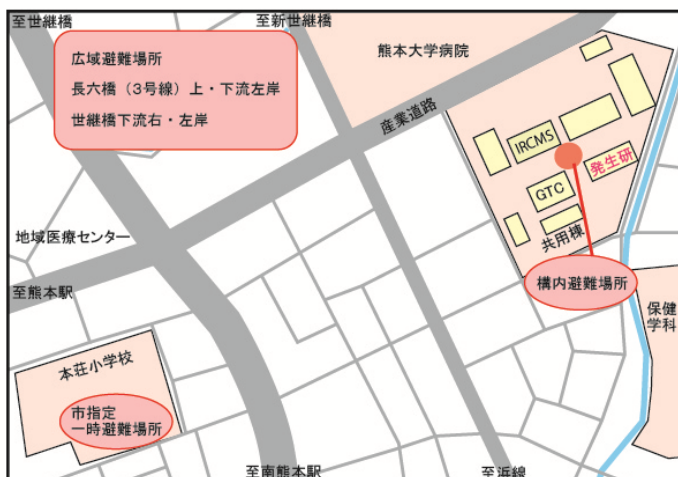 至世継橋
至新世継橋
広域避難場所
長六橋（3号線）上・下流左岸
世継橋下流右・左岸
熊本大学病院
産業道路
IRCMS
発生研
GTC
共用棟
地域医療センター
構内避難場所
至熊本駅
保健
学科
本荘小学校
市指定
一時避難場所
至南熊本駅
至浜線